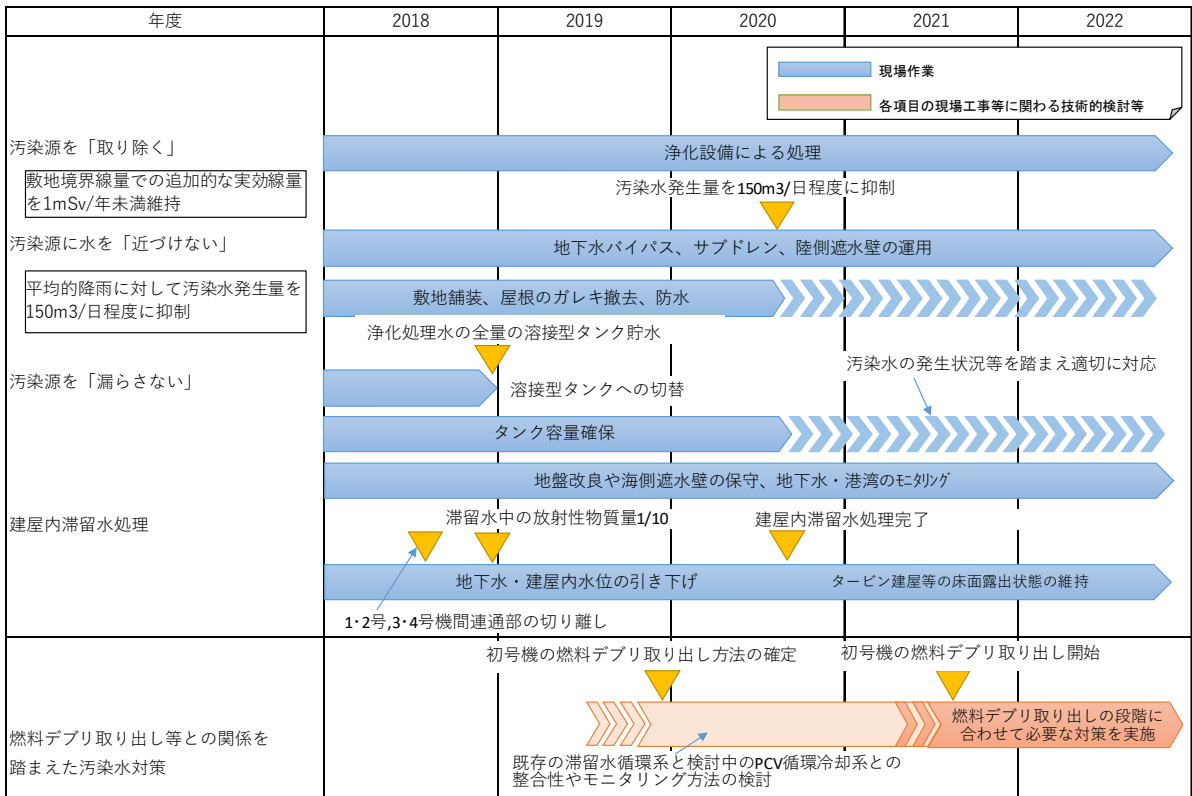 年度
2018
2019
2020
2021
2022
現場作業
各項目の現場工事等に関わる技術的検討等
汚染源を「取り除く」
浄化設備による処理
敷地境界線量での追加的な実効線量
を1mSv/年未満維持
汚染水発生量を150m3/日程度に抑制
汚染源に水を「近づけない」
地下水バイパス、サブドレン、陸側遮水壁の運用
平均的降雨に対して汚染水発生量を
150m3/日程度に抑制
敷地舗装、屋根のガレキ撤去、防水
浄化処理水の全量の溶接型タンク貯水
汚染水の発生状況等を踏まえ適切に対応
汚染源を「漏らさない」
溶接型タンクへの切替
タンク容量確保
地盤改良や海側遮水壁の保守、地下水・港湾のﾓﾆﾀﾘﾝｸﾞ
建屋内滞留水処理
滞留水中の放射性物質量1/10
建屋内滞留水処理完了
地下水・建屋内水位の引き下げ
タービン建屋等の床面露出状態の維持
1・2号,3・4号機間連通部の切り離し
初号機の燃料デブリ取り出し方法の確定
初号機の燃料デブリ取り出し開始
燃料デブリ取り出しの段階に
合わせて必要な対策を実施
燃料デブリ取り出し等との関係を
踏まえた汚染水対策
既存の滞留水循環系と検討中のPCV循環冷却系との
整合性やモニタリング方法の検討